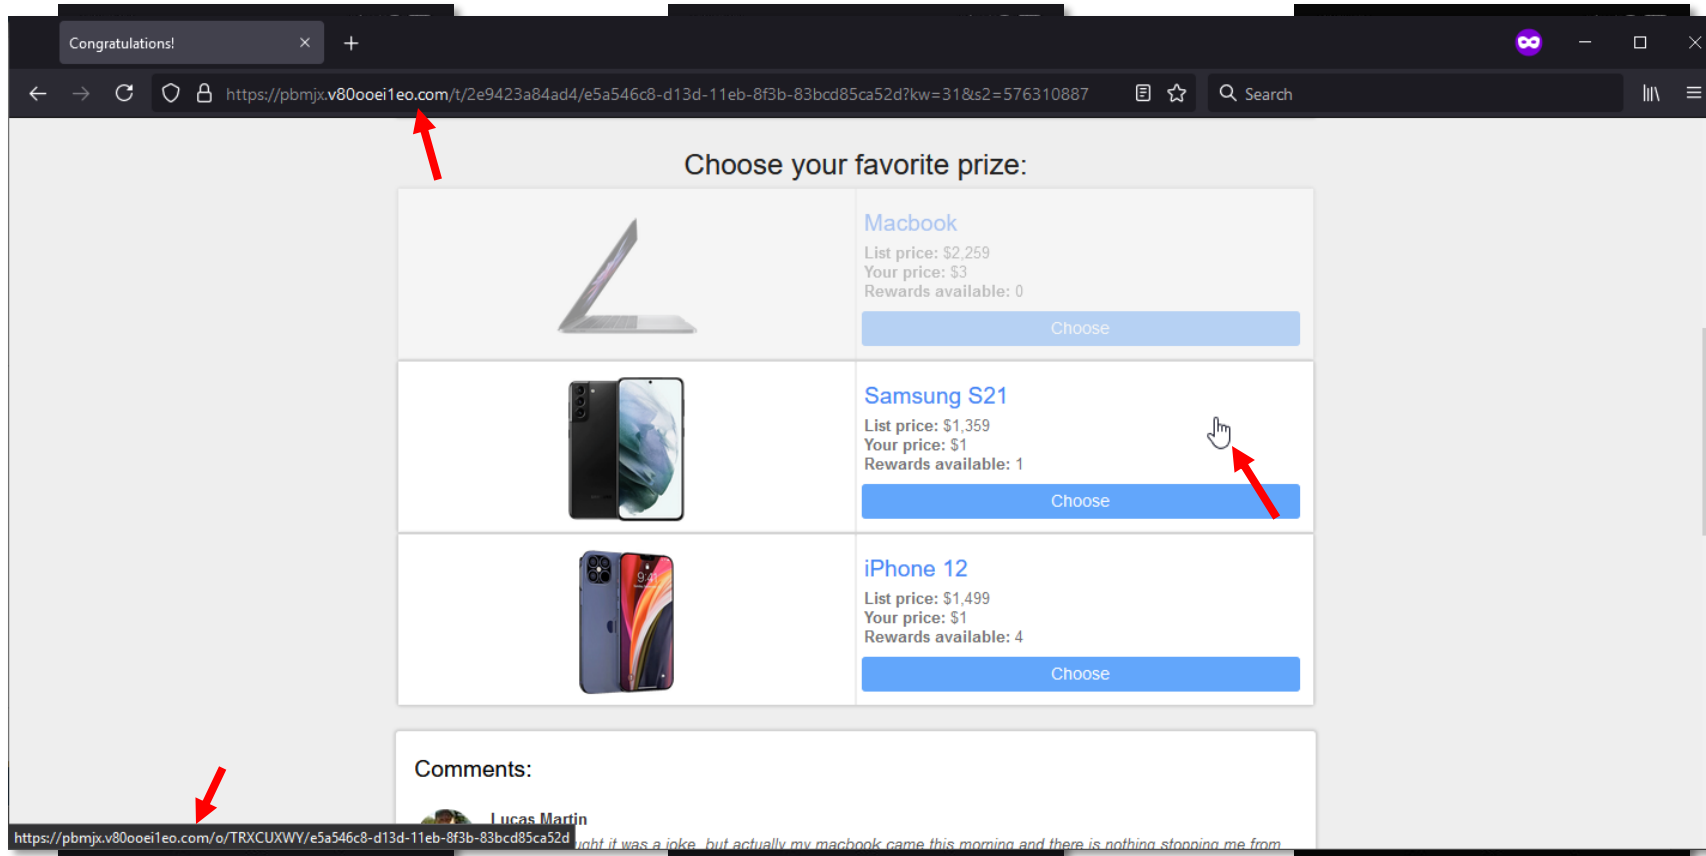 Congratulations!
https://pbmjx.v80ooei1eo.com/t/2e9423a84ad4/e5a546c8-d13d-11eb-8f3b-83bcd85ca52d?kw=31&s2=576310887
Search
Choose your favorite prize:
Macbook
List price: $2,259
Your price: $3
Rewards available: 0
Choose
Samsung S21
List price: $1,359
Your price: $1
Rewards available: 1
Choose
9:41
iPhone 12
List price: $1,499
Your price: $1
Rewards available: 4
Choose
Comments:
Lucas Martin
https://pbmjx.v80ooei1eo.com/o/TRXCUXWY/e5a546c8-d13d-11eb-8f3b-83bcd85ca52d
it was a joke, but actually my macbook came this morning and there is nothing stopping me from